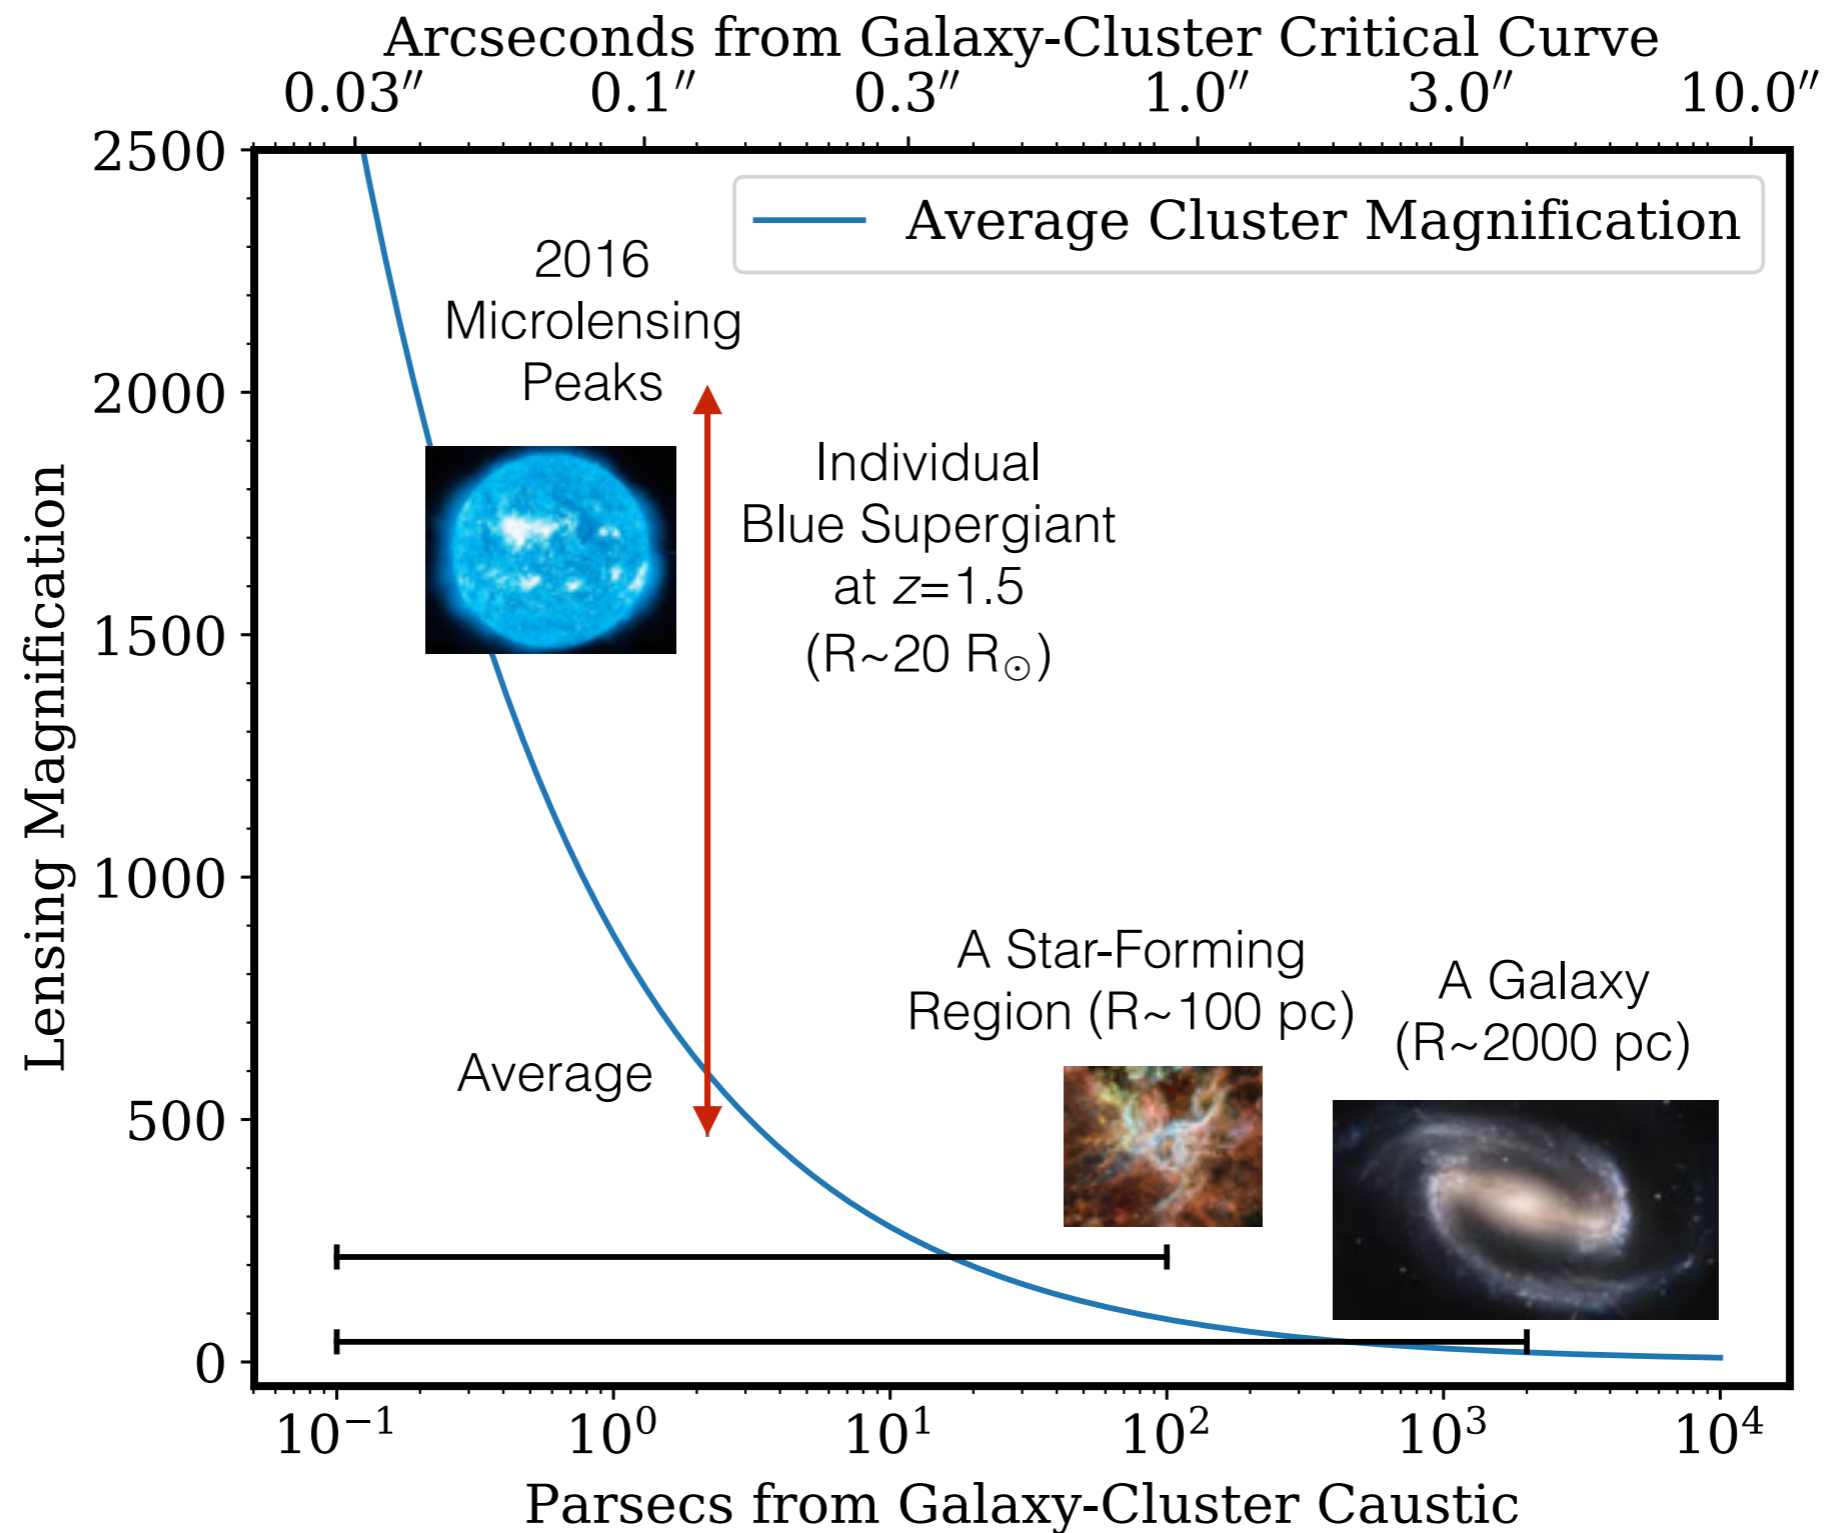 Arcseconds from Galaxy-Cluster Critical Curve
0.03″ 0.1″ 0.3″ 1.0″ 3.0″ 10.0″
2500
2000
1500
1000
500
0
Lensing Magnification
Average Cluster Magnification
2016
Microlensing
Peaks
Individual
Blue Supergiant
at z=1.5
(R~20 R☉)
Average
A Star-Forming
Region (R~100 pc)
A Galaxy
(R~2000 pc)
10⁻¹ 10⁰ 10¹ 10² 10³ 10⁴
Parsecs from Galaxy-Cluster Caustic